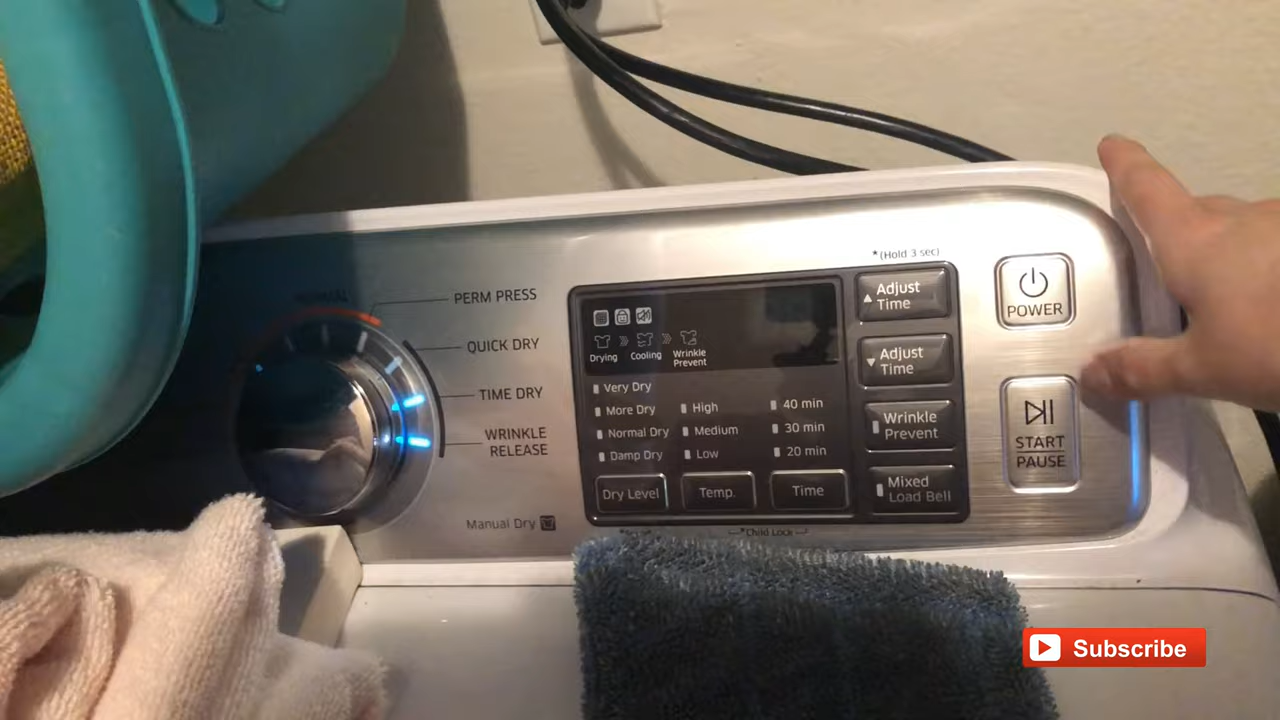 *(Hold 3 sec)
PERM PRESS
QUICK DRY
TIME DRY
WRINKLE
RELEASE
Manual Dry
Drying
Cooling
Wrinkle
Prevent
Very Dry
More Dry
High
40 min
Normal Dry
Medium
30 min
Damp Dry
Low
20 min
Dry Level
Temp.
Time
Adjust
Time
Adjust
Time
Wrinkle
Prevent
Mixed
Load Bell
POWER
START
PAUSE
*Child Lock
Subscribe